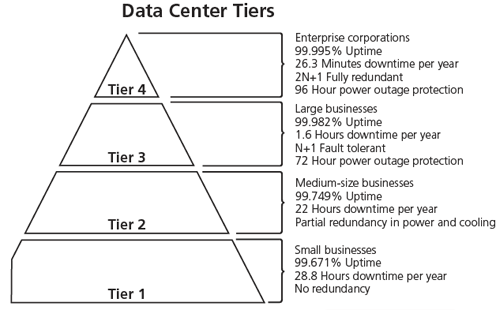 Data Center Tiers
Enterprise corporations
99.995% Uptime
26.3 Minutes downtime per year
2N+1 Fully redundant
96 Hour power outage protection
Tier 4
Large businesses
99.982% Uptime
1.6 Hours downtime per year
N+1 Fault tolerant
72 Hour power outage protection
Tier 3
Medium-size businesses
99.749% Uptime
22 Hours downtime per year
Partial redundancy in power and cooling
Tier 2
Small businesses
99.671% Uptime
28.8 Hours downtime per year
No redundancy
Tier 1